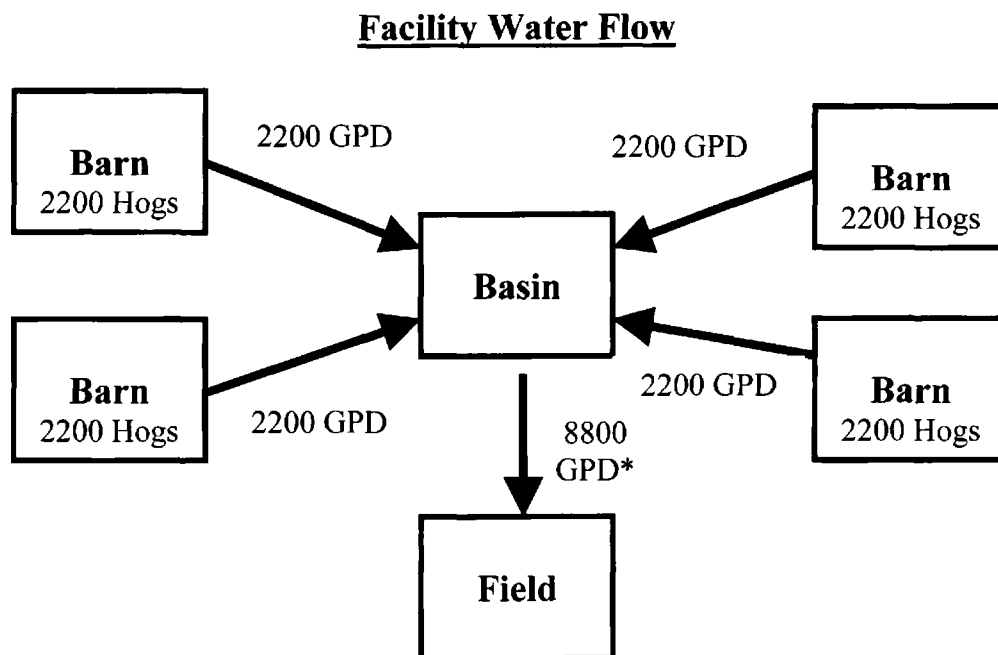 Facility Water Flow
Barn
2200 Hogs
2200 GPD
2200 GPD
Barn
2200 Hogs
Basin
Barn
2200 Hogs
2200 GPD
2200 GPD
Barn
2200 Hogs
8800
GPD*
Field